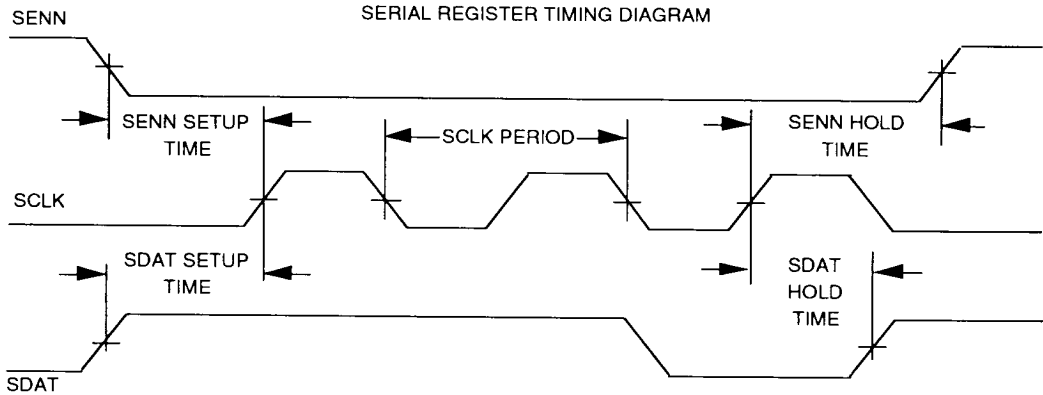 SERIAL REGISTER TIMING DIAGRAM
SENN
SENN SETUP
TIME
SCLK PERIOD
SENN HOLD
TIME
SCLK
SDAT SETUP
TIME
SDAT
HOLD
TIME
SDAT